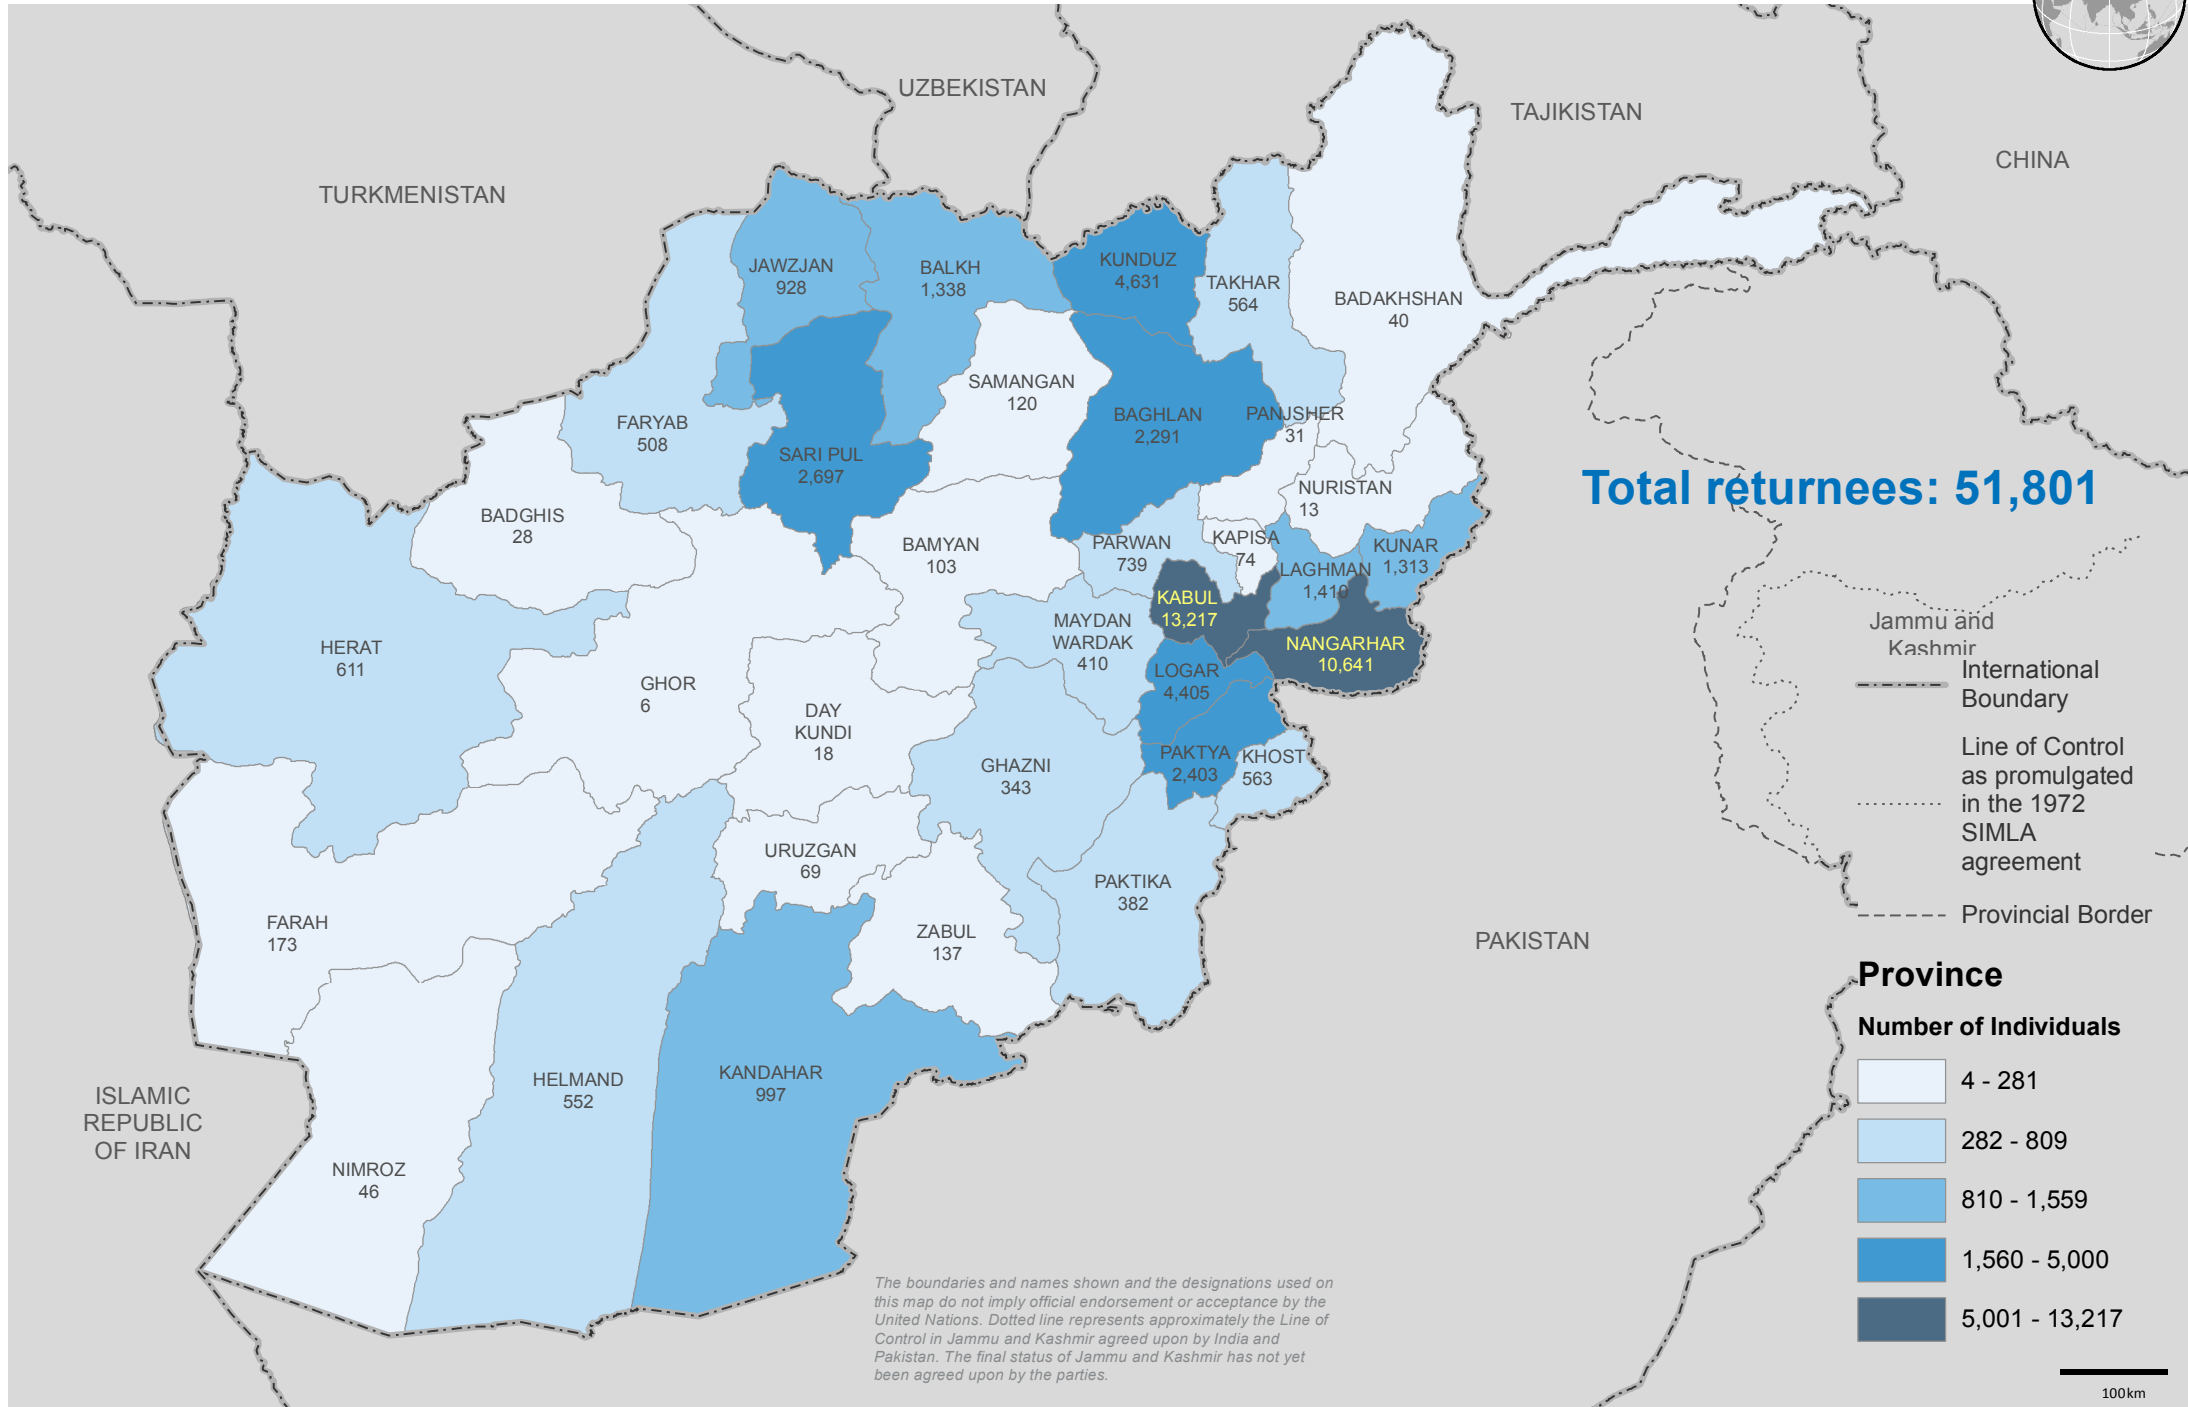 UZBEKISTAN
TAJIKISTAN
CHINA
TURKMENISTAN
JAWZJAN
928
BALKH
1,338
KUNDUZ
4,631
TAKHAR
564
BADAKHSHAN
40
SAMANGAN
120
BAGHLAN
2,291
PANJSHER
31
FARYAB
508
SARI PUL
2,697
NURISTAN
13
Total returnees: 51,801
BADGHIS
28
BAMYAN
103
PARWAN
739
KAPISA
74
KUNAR
1,313
LAGHMAN
1,410
KABUL
13,217
NANGARHAR
10,641
MAYDAN
WARDAK
410
HERAT
611
LOGAR
4,405
GHOR
6
DAY
KUNDI
18
GHAZNI
343
PAKTYA
2,403
KHOST
563
URUZGAN
69
PAKTIKA
382
FARAH
173
ZABUL
137
PAKISTAN
HELMAND
552
KANDAHAR
997
NIMROZ
46
ISLAMIC
REPUBLIC
OF IRAN
Jammu and
Kashmir
International
Boundary
Line of Control
as promulgated
in the 1972
SIMLA
agreement
Provincial Border
Province
Number of Individuals
4 - 281
282 - 809
810 - 1,559
1,560 - 5,000
5,001 - 13,217
100km
The boundaries and names shown and the designations used on
this map do not imply official endorsement or acceptance by the
United Nations. Dotted line represents approximately the Line of
Control in Jammu and Kashmir agreed upon by India and
Pakistan. The final status of Jammu and Kashmir has not yet
been agreed upon by the parties.